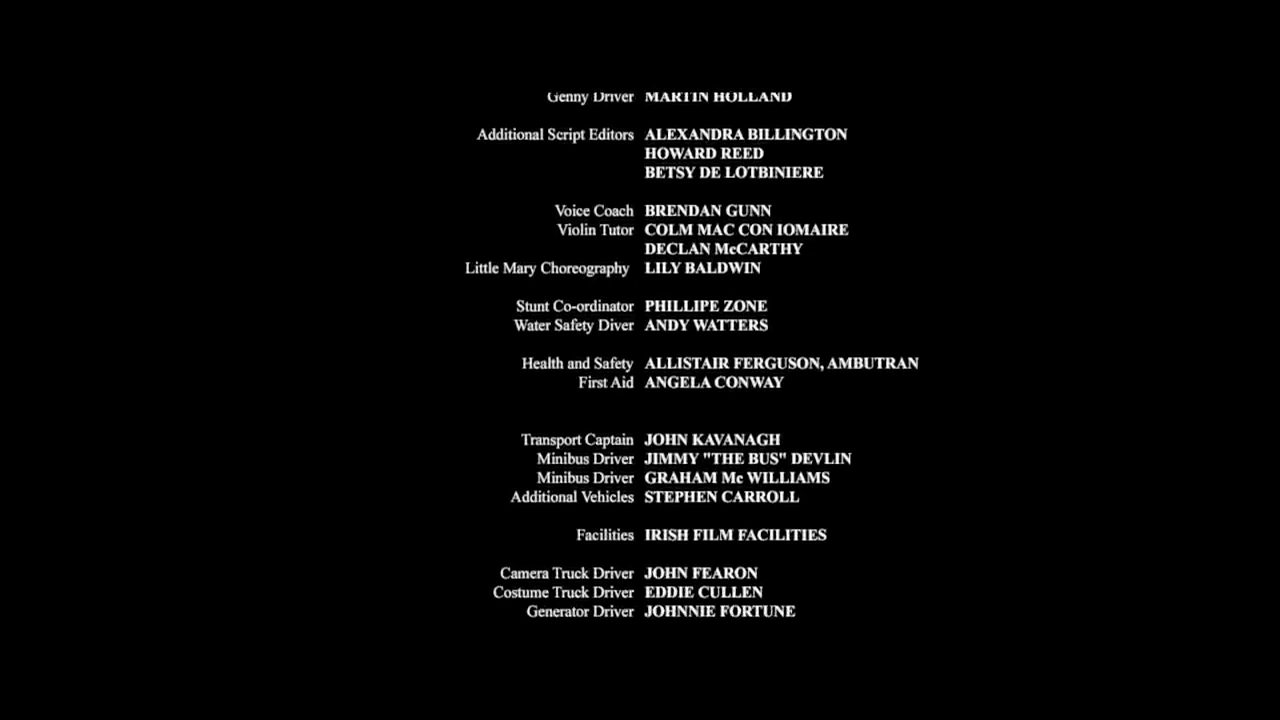 Genny Driver MARTIN HOLLAND
Additional Script Editors ALEXANDRA BILLINGTON
HOWARD REED
BETSY DE LOTBINIERE
Voice Coach BRENDAN GUNN
Violin Tutor COLM MAC CON IOMAIRE
DECLAN McCARTHY
Little Mary Choreography LILY BALDWIN
Stunt Co-ordinator PHILLIPE ZONE
Water Safety Diver ANDY WATTERS
Health and Safety ALLISTAIR FERGUSON, AMBUTRAN
First Aid ANGELA CONWAY
Transport Captain JOHN KAVANAGH
Minibus Driver JIMMY "THE BUS" DEVLIN
Minibus Driver GRAHAM Mc WILLIAMS
Additional Vehicles STEPHEN CARROLL
Facilities IRISH FILM FACILITIES
Camera Truck Driver JOHN FEARON
Costume Truck Driver EDDIE CULLEN
Generator Driver JOHNNIE FORTUNE